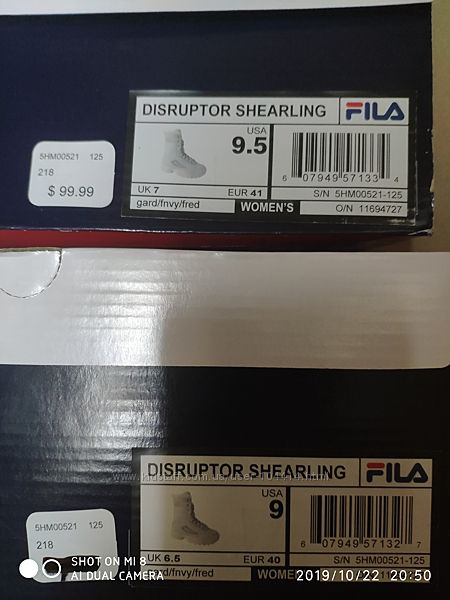 DISRUPTOR SHEARLING FILA
USA
9.5
5HM00521 125
218
$ 99.99
6 07949 57133 4
UK 7 EUR 41 S/N 5HM00521-125
gard/fnvy/fred WOMEN'S O/N 11694727
DISRUPTOR SHEARLING FILA
USA
9
5HM00521 125
218
6 07949 57132 7
UK 6.5 EUR 40 S/N 5HM00521-125
gard/fnvy/fred
SHOT ON MI 8
AI DUAL CAMERA
2019/10/22 20:50